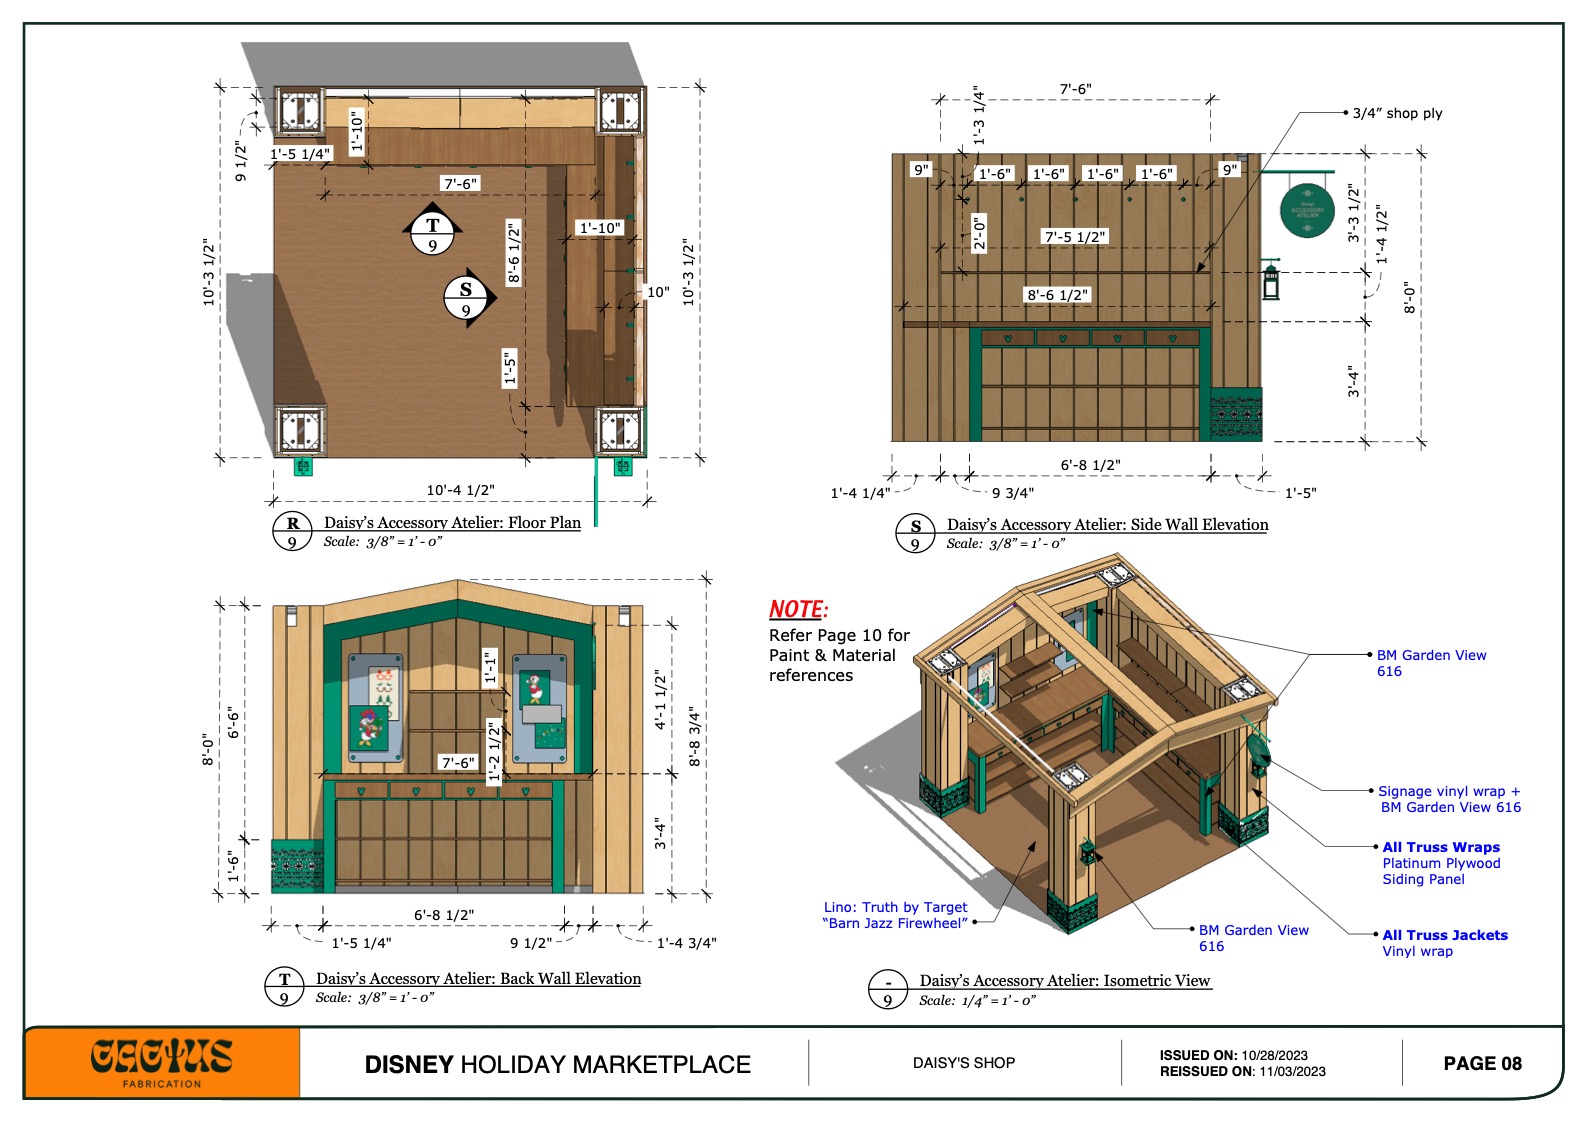 9 1/2"
1'-5 1/4"
1'-10"
7'-6"
T
9
S
9
8'-6 1/2"
1'-10"
10"
1'-5"
10'-3 1/2"
10'-3 1/2"
10'-4 1/2"
R
9
Daisy's Accessory Atelier: Floor Plan
Scale: 3/8" = 1' - 0"
7'-6"
1'-3 1/4"
3/4" shop ply
9"
1'-6"
1'-6"
1'-6"
1'-6"
9"
2'-0"
7'-5 1/2"
8'-6 1/2"
ACCESSORY
ATELIER
3'-3 1/2"
1'-4 1/2"
8'-0"
3'-4"
6'-8 1/2"
1'-4 1/4"
9 3/4"
1'-5"
S
9
Daisy's Accessory Atelier: Side Wall Elevation
Scale: 3/8" = 1' - 0"
8'-0"
6'-6"
1'-6"
1'-1"
1'-2 1/2"
7'-6"
4'-1 1/2"
8'-8 3/4"
3'-4"
6'-8 1/2"
1'-5 1/4"
9 1/2"
1'-4 3/4"
T
9
Daisy's Accessory Atelier: Back Wall Elevation
Scale: 3/8" = 1' - 0"
NOTE:
Refer Page 10 for
Paint & Material
references
BM Garden View
616
Signage vinyl wrap +
BM Garden View 616
All Truss Wraps
Platinum Plywood
Siding Panel
Lino: Truth by Target
"Barn Jazz Firewheel"
BM Garden View
616
All Truss Jackets
Vinyl wrap
-
9
Daisy's Accessory Atelier: Isometric View
Scale: 1/4" = 1' - 0"
CACTUS
FABRICATION
DISNEY HOLIDAY MARKETPLACE
DAISY'S SHOP
ISSUED ON: 10/28/2023
REISSUED ON: 11/03/2023
PAGE 08